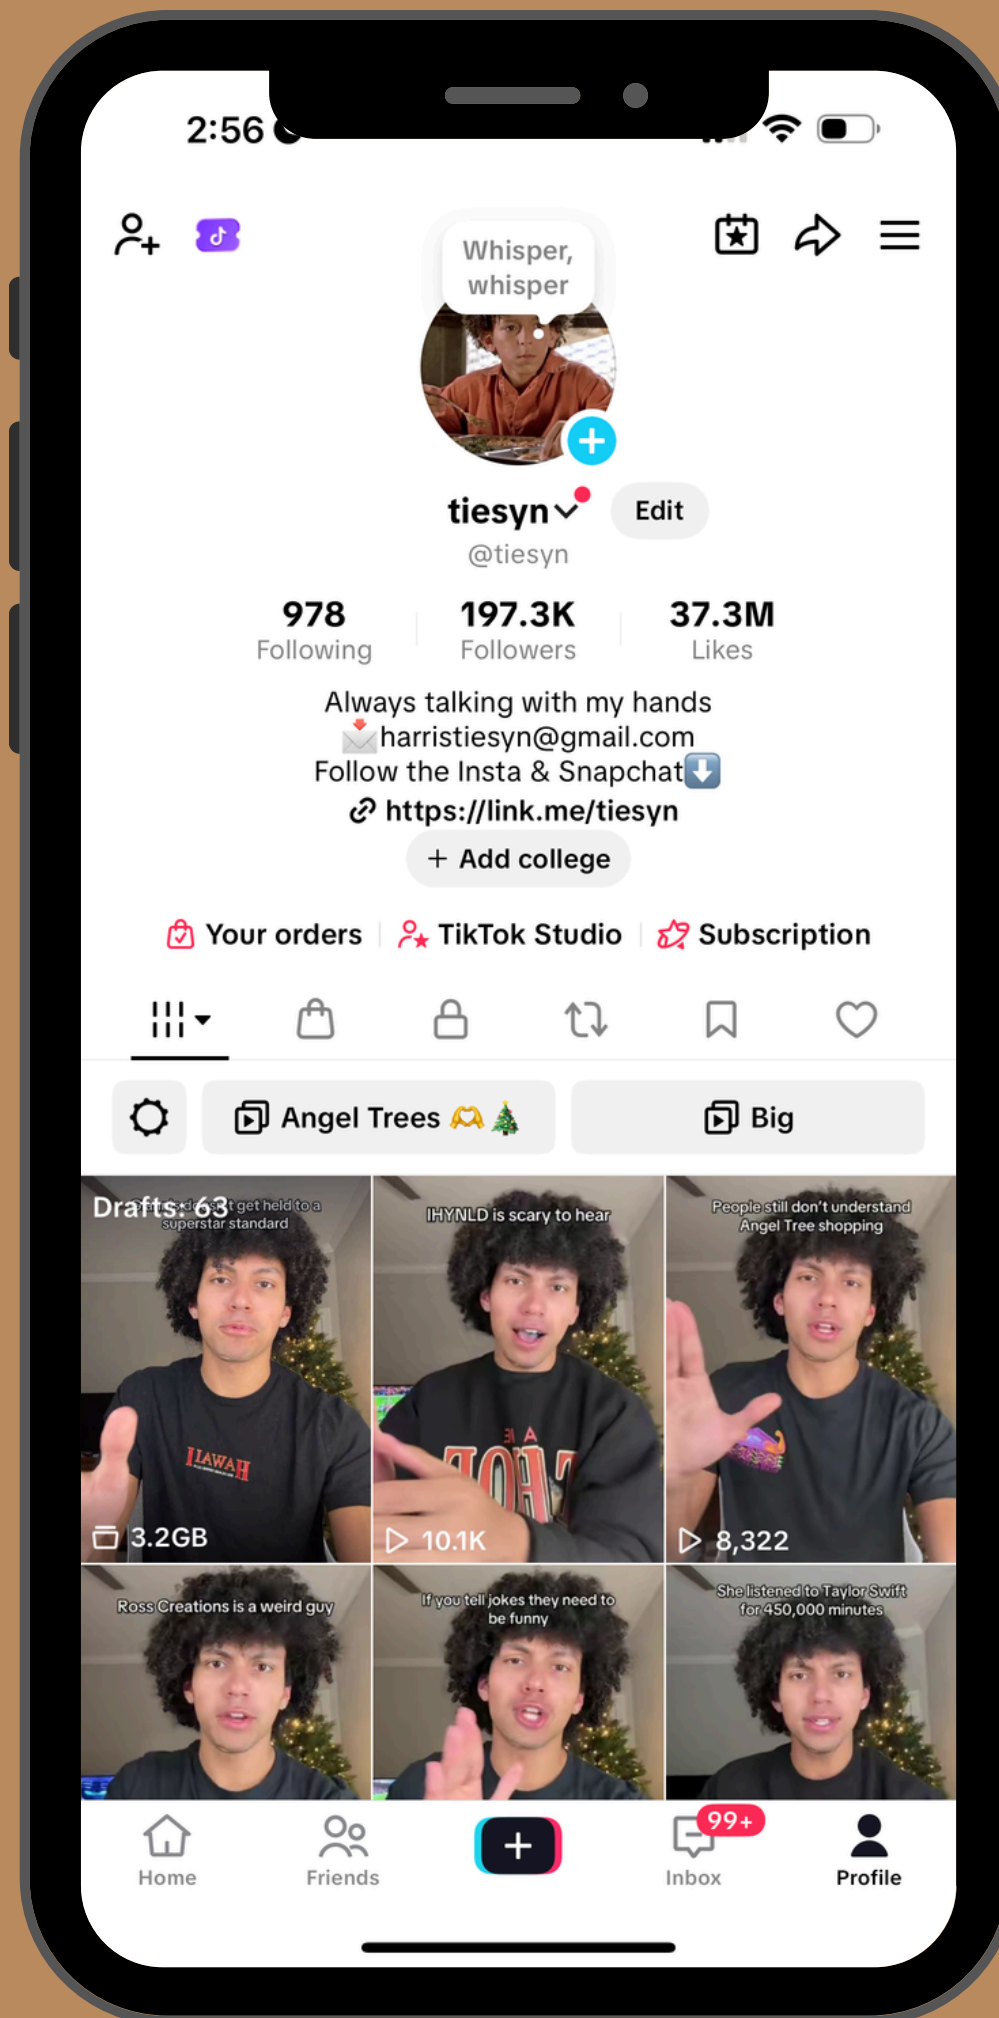 2:56
Whisper,
whisper
tiesyn
Edit
@tiesyn
978
197.3K
37.3M
Following
Followers
Likes
Always talking with my hands
📩harristiesyn@gmail.com
Follow the Insta & Snapchat⬇️
https://link.me/tiesyn
+ Add college
Your orders
TikTok Studio
Subscription
Angel Trees 🫶🎄
Big
Drafts: 63
get held to a
superstar standard
IHYNLD is scary to hear
People still don't understand
Angel Tree shopping
HAWAII
3.2GB
10.1K
8,322
Ross Creations is a weird guy
If you tell jokes they need to
be funny
She listened to Taylor Swift
for 450,000 minutes
99+
Home
Friends
Inbox
Profile